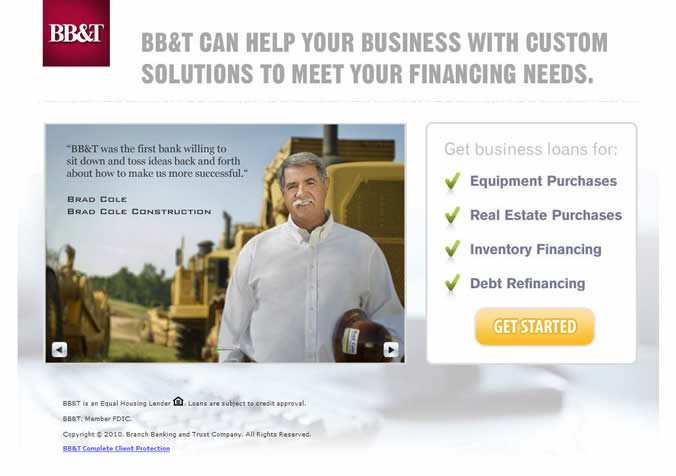 BB&T
BB&T CAN HELP YOUR BUSINESS WITH CUSTOM
SOLUTIONS TO MEET YOUR FINANCING NEEDS.
“BB&T was the first bank willing to
sit down and toss ideas back and forth
about how to make us more successful.“
BRAD COLE
BRAD COLE CONSTRUCTION
Get business loans for:
Equipment Purchases
Real Estate Purchases
Inventory Financing
Debt Refinancing
GET STARTED
BB&T is an Equal Housing Lender . Loans are subject to credit approval.
BB&T. Member FDIC.
Copyright © 2010, Branch Banking and Trust Company. All Rights Reserved.
BB&T Complete Client Protection